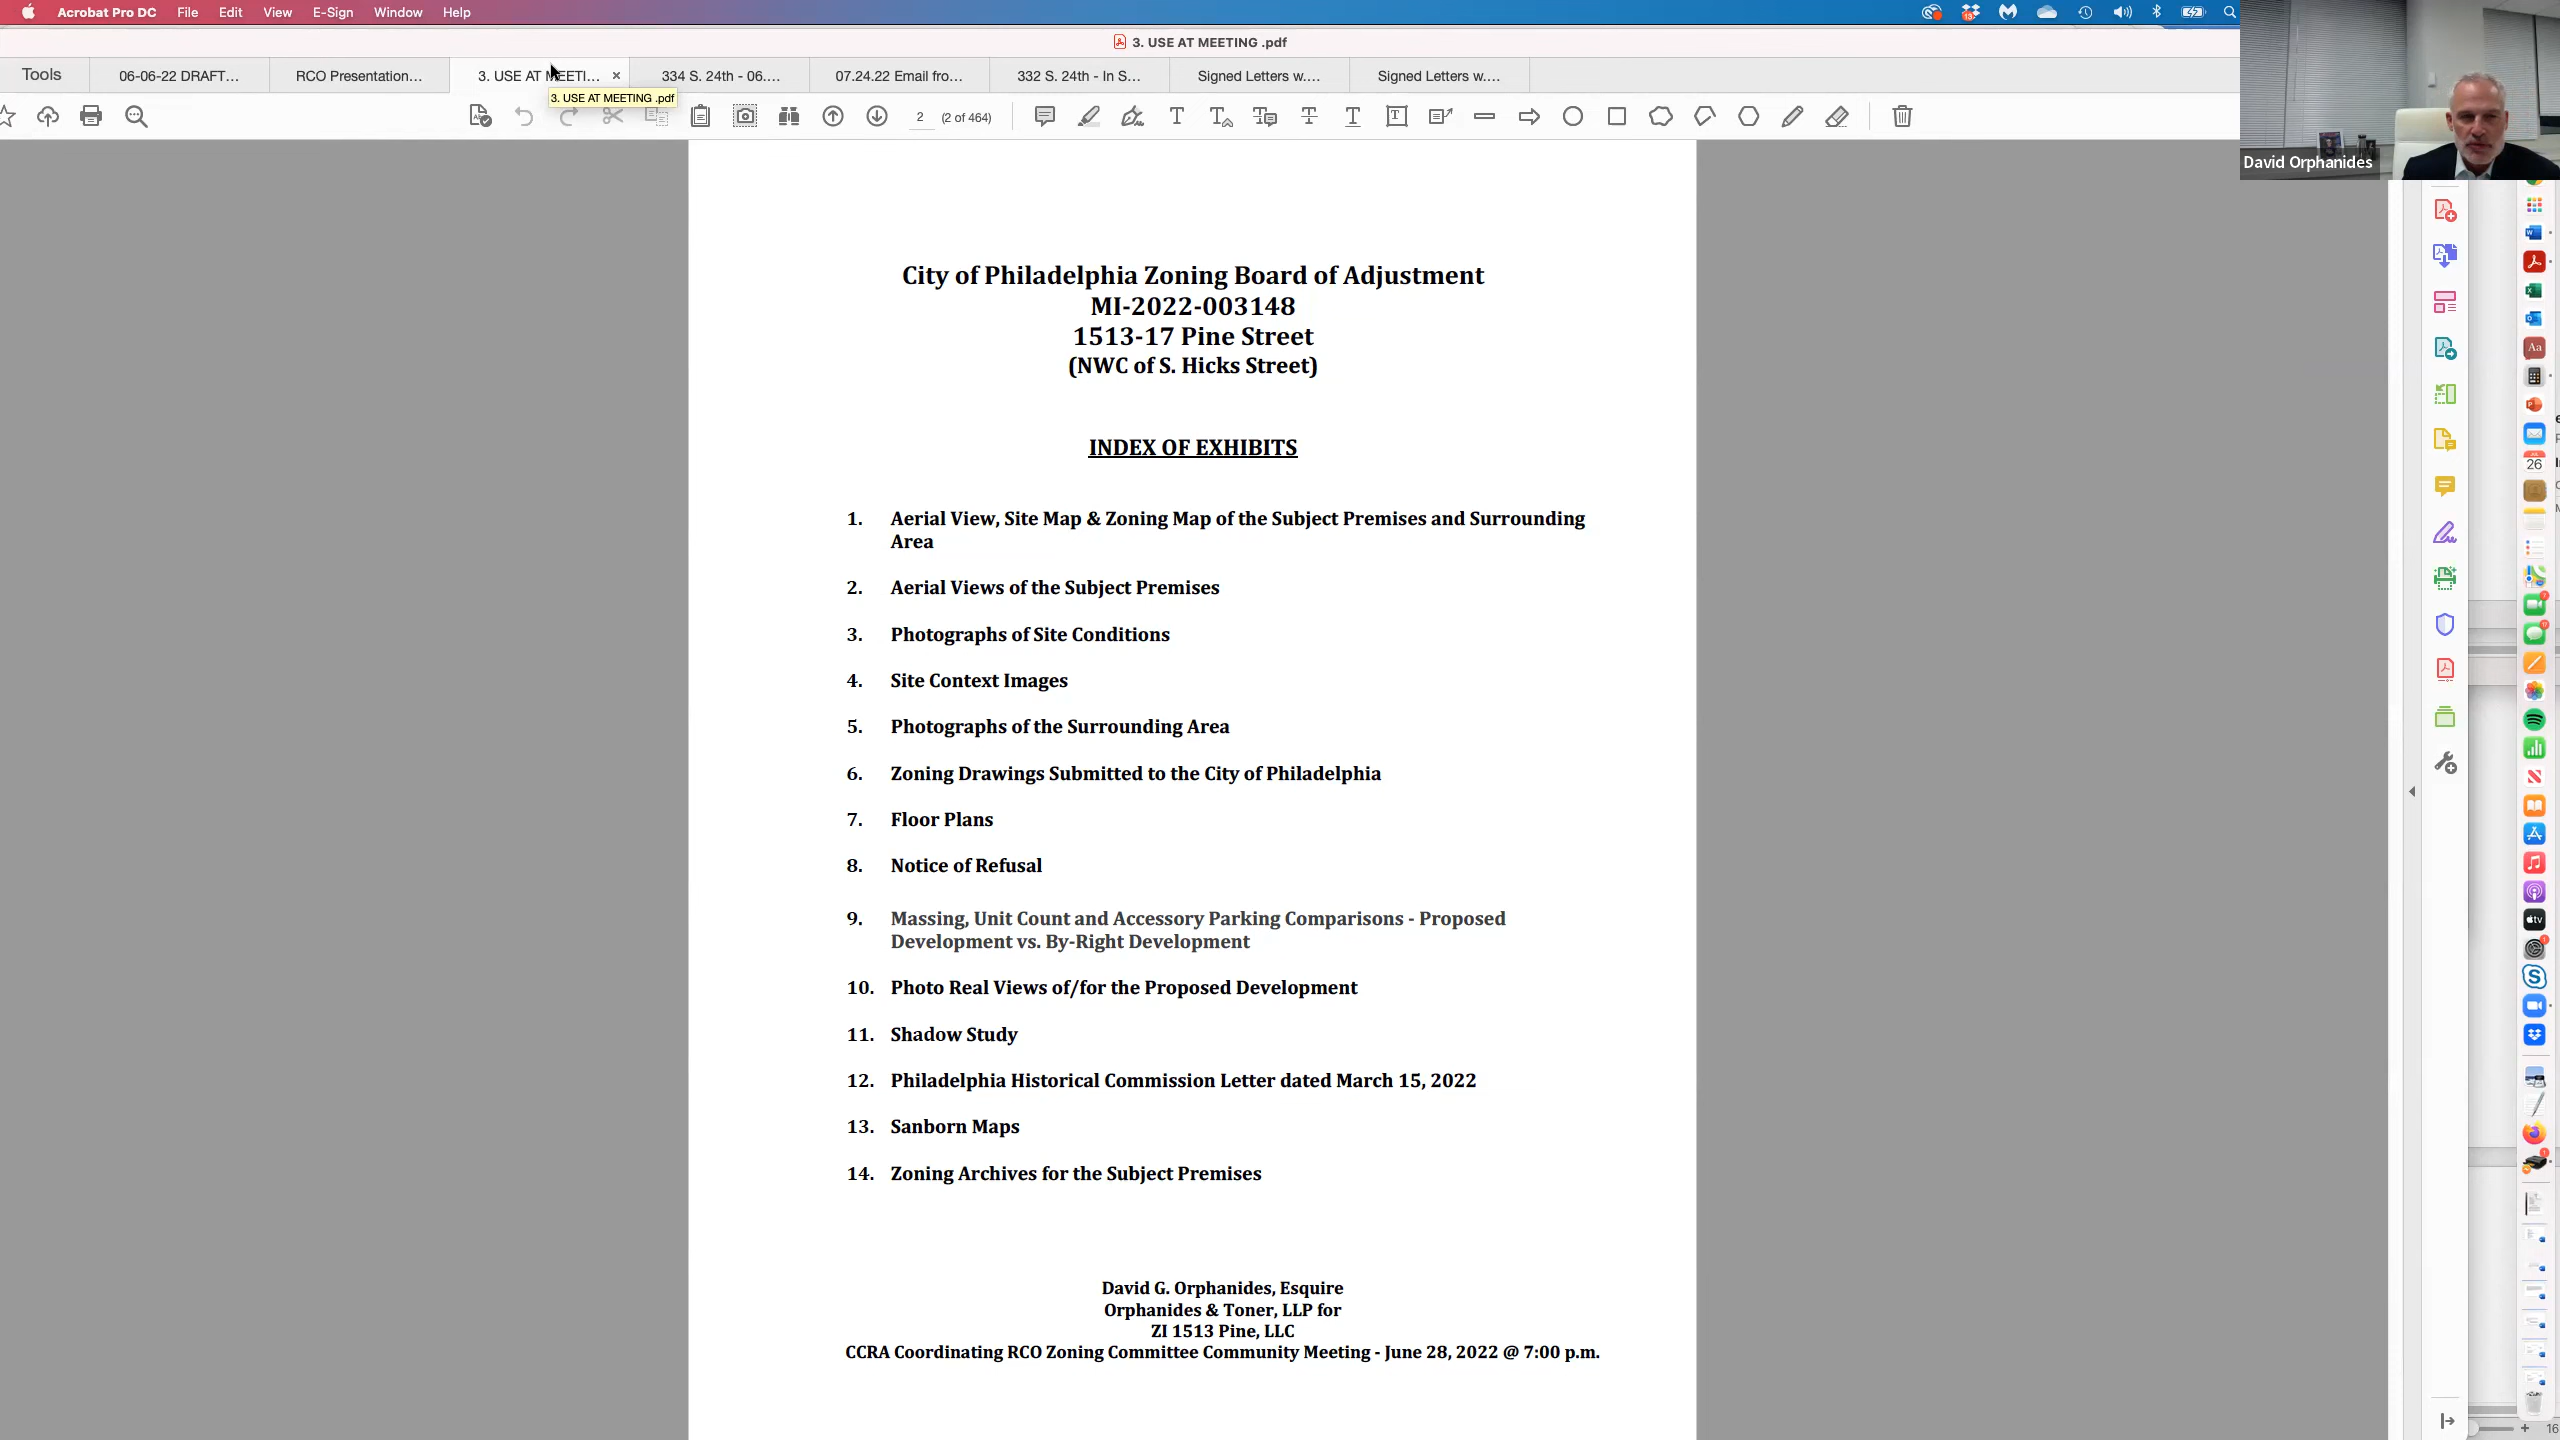 Acrobat Pro DC File Edit View E-Sign Window Help
3. USE AT MEETING .pdf
Tools 06-06-22 DRAFT... RCO Presentation... 3. USE AT MEETI... × 334 S. 24th - 06.... 07.24.22 Email fro... 332 S. 24th - In S... Signed Letters w.... Signed Letters w....
3. USE AT MEETING .pdf
2 (2 of 464)
David Orphanides
City of Philadelphia Zoning Board of Adjustment
MI-2022-003148
1513-17 Pine Street
(NWC of S. Hicks Street)
INDEX OF EXHIBITS
1. Aerial View, Site Map & Zoning Map of the Subject Premises and Surrounding
Area
2. Aerial Views of the Subject Premises
3. Photographs of Site Conditions
4. Site Context Images
5. Photographs of the Surrounding Area
6. Zoning Drawings Submitted to the City of Philadelphia
7. Floor Plans
8. Notice of Refusal
9. Massing, Unit Count and Accessory Parking Comparisons - Proposed
Development vs. By-Right Development
10. Photo Real Views of/for the Proposed Development
11. Shadow Study
12. Philadelphia Historical Commission Letter dated March 15, 2022
13. Sanborn Maps
14. Zoning Archives for the Subject Premises
David G. Orphanides, Esquire
Orphanides & Toner, LLP for
ZI 1513 Pine, LLC
CCRA Coordinating RCO Zoning Committee Community Meeting - June 28, 2022 @ 7:00 p.m.
26
Aa
tv
16